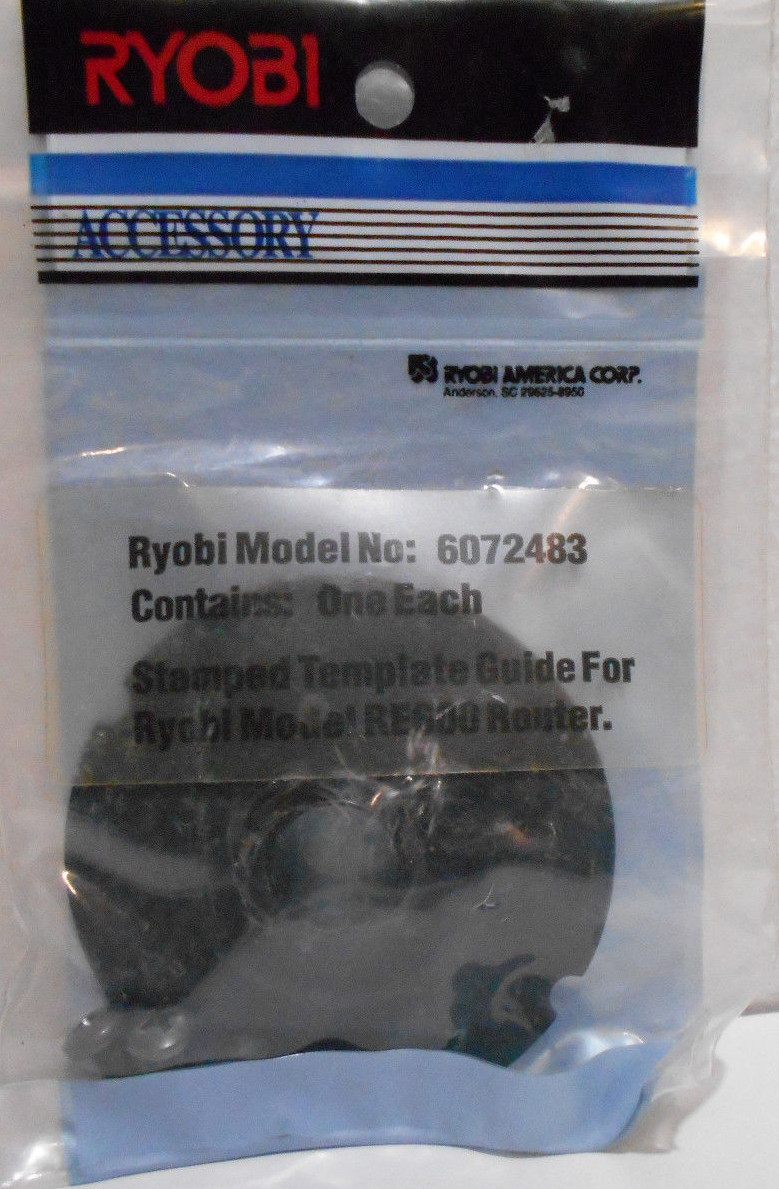 RYOBI
ACCESSORY
RYOBI AMERICA CORP.
Anderson, SC 29625-8950
Ryobi Model No: 6072483
Contains: One Each
Stamped Template Guide For
Ryobi Model RE600 Router.